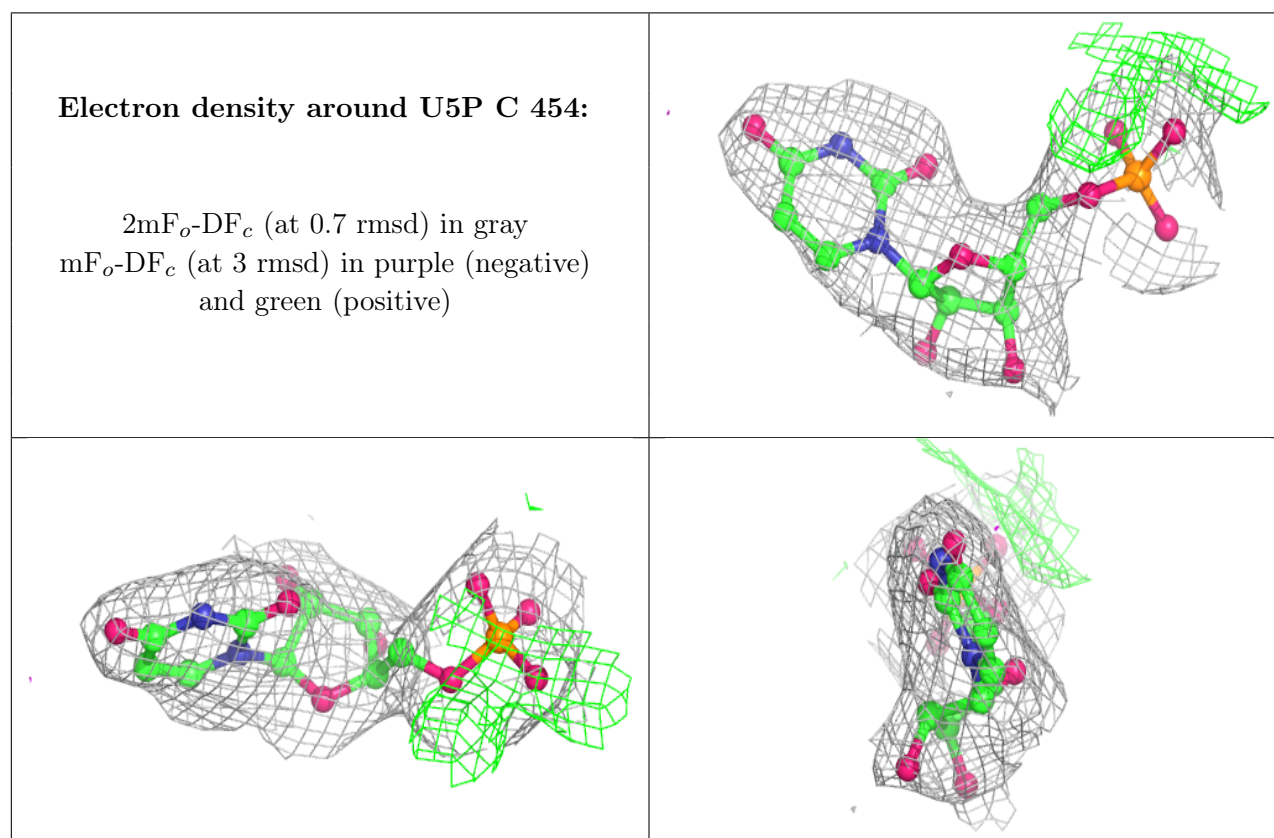 Electron density around U5P C 454:
2mFo-DFc (at 0.7 rmsd) in gray
mFo-DFc (at 3 rmsd) in purple (negative)
and green (positive)